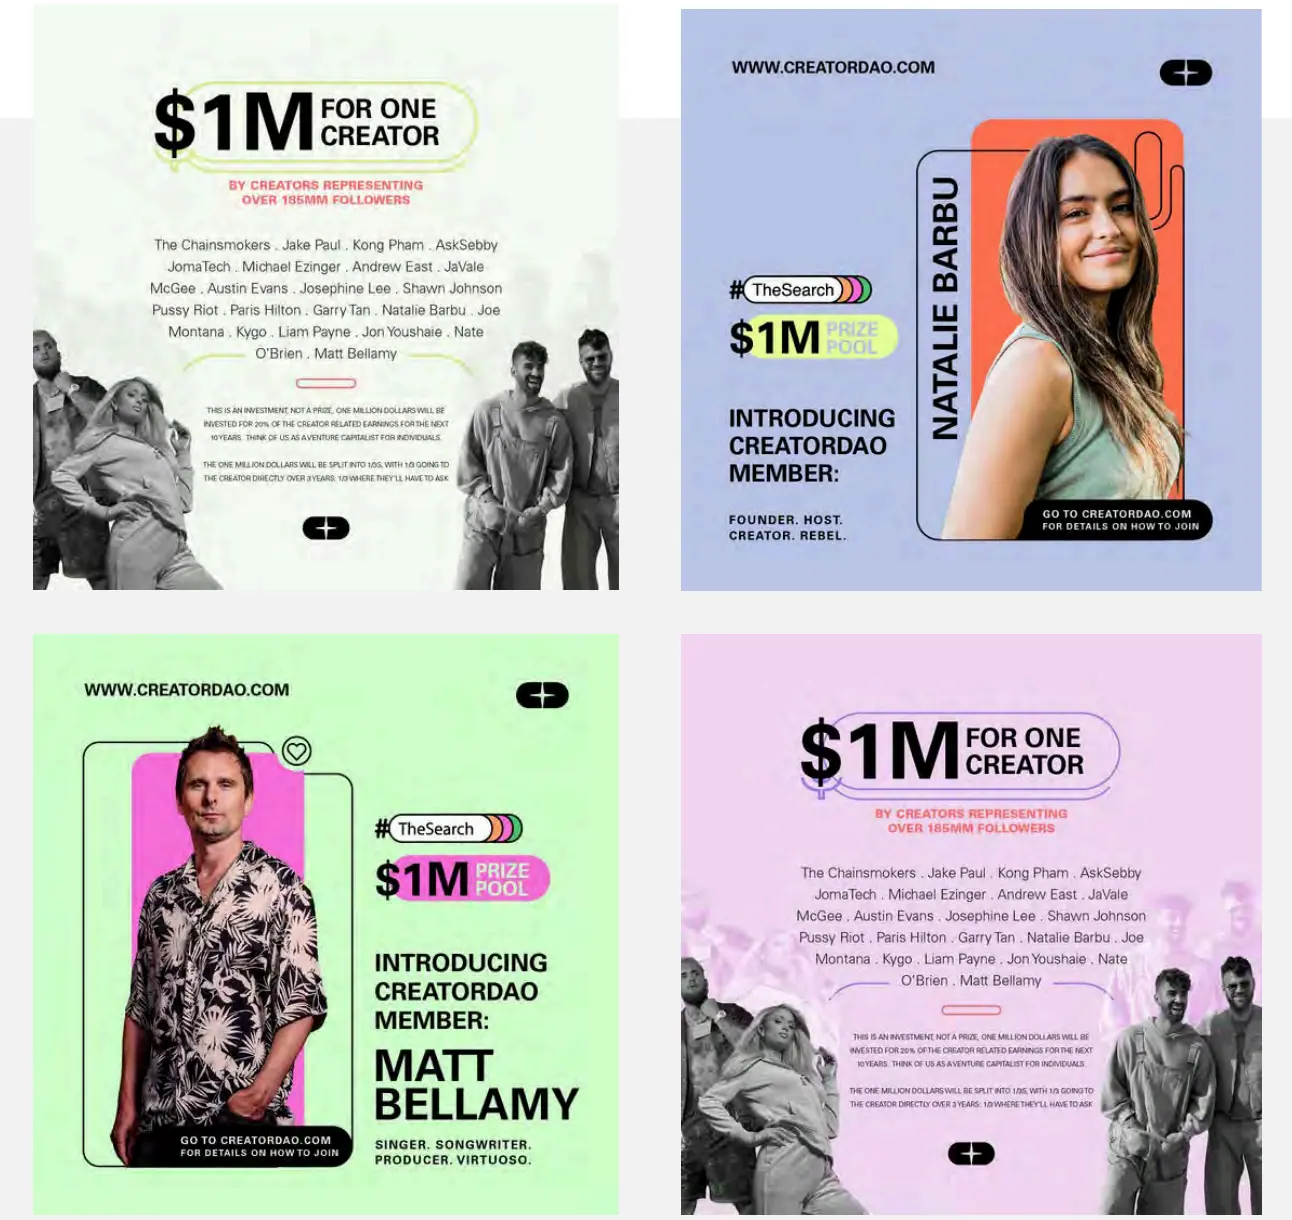 $1M FOR ONE
CREATOR
BY CREATORS REPRESENTING
OVER 185MM FOLLOWERS
The Chainsmokers . Jake Paul . Kong Pham . AskSebby
JomaTech . Michael Ezinger . Andrew East . JaVale
McGee . Austin Evans . Josephine Lee . Shawn Johnson
Pussy Riot . Paris Hilton . Garry Tan . Natalie Barbu . Joe
Montana . Kygo . Liam Payne . Jon Youshaie . Nate
O'Brien . Matt Bellamy
THIS IS AN INVESTMENT, NOT A PRIZE, ONE MILLION DOLLARS WILL BE
INVESTED FOR 20% OF THE CREATOR RELATED EARNINGS FOR THE NEXT
10 YEARS. THINK OF US AS A VENTURE CAPITALIST FOR INDIVIDUALS.
THE ONE MILLION DOLLARS WILL BE SPLIT INTO 1/3S, WITH 1/3 GOING TO
THE CREATOR DIRECTLY OVER 3 YEARS; 1/3 WHERE THEY'LL HAVE TO ASK
WWW.CREATORDAO.COM
NATALIE BARBU
#TheSearch
$1M PRIZE
POOL
INTRODUCING
CREATORDAO
MEMBER:
FOUNDER. HOST.
CREATOR. REBEL.
GO TO CREATORDAO.COM
FOR DETAILS ON HOW TO JOIN
WWW.CREATORDAO.COM
#TheSearch
$1M PRIZE
POOL
INTRODUCING
CREATORDAO
MEMBER:
MATT
BELLAMY
SINGER. SONGWRITER.
PRODUCER. VIRTUOSO.
GO TO CREATORDAO.COM
FOR DETAILS ON HOW TO JOIN
$1M FOR ONE
CREATOR
BY CREATORS REPRESENTING
OVER 185MM FOLLOWERS
The Chainsmokers . Jake Paul . Kong Pham . AskSebby
JomaTech . Michael Ezinger . Andrew East . JaVale
McGee . Austin Evans . Josephine Lee . Shawn Johnson
Pussy Riot . Paris Hilton . Garry Tan . Natalie Barbu . Joe
Montana . Kygo . Liam Payne . Jon Youshaie . Nate
O'Brien . Matt Bellamy
THIS IS AN INVESTMENT, NOT A PRIZE, ONE MILLION DOLLARS WILL BE
INVESTED FOR 20% OF THE CREATOR RELATED EARNINGS FOR THE NEXT
10 YEARS. THINK OF US AS A VENTURE CAPITALIST FOR INDIVIDUALS.
THE ONE MILLION DOLLARS WILL BE SPLIT INTO 1/3S, WITH 1/3 GOING TO
THE CREATOR DIRECTLY OVER 3 YEARS; 1/3 WHERE THEY'LL HAVE TO ASK